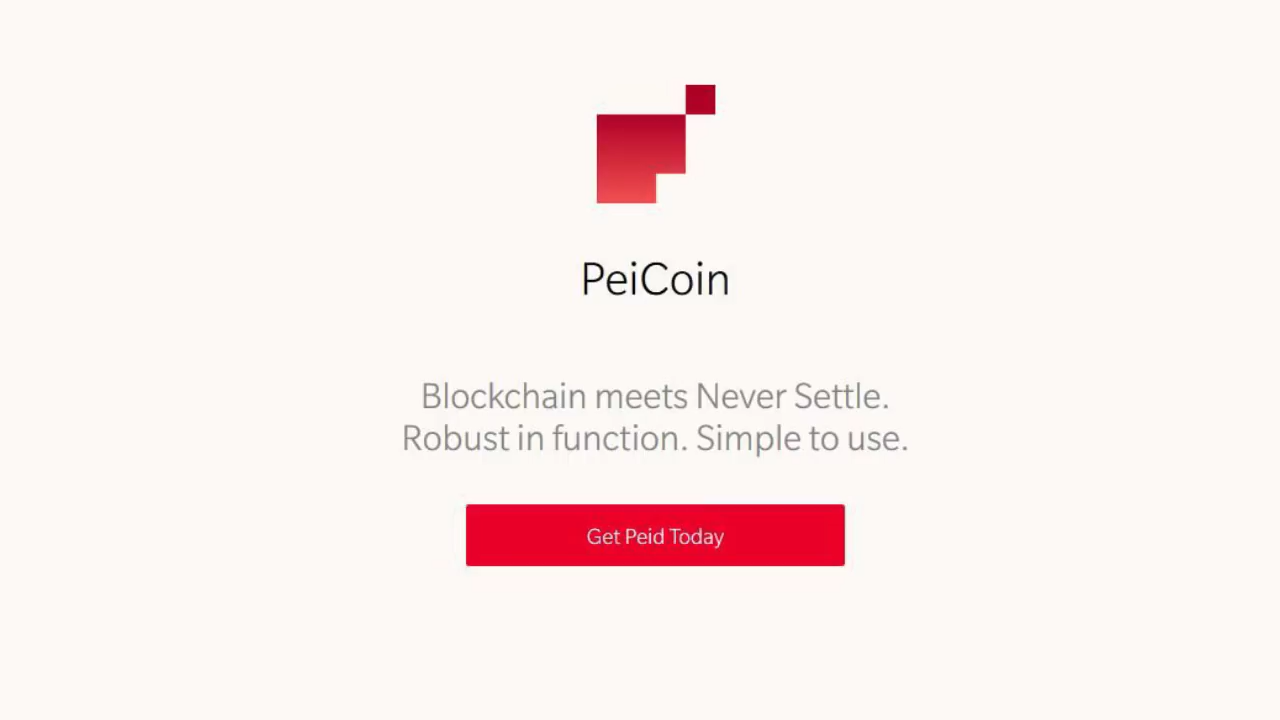 PeiCoin
Blockchain meets Never Settle.
Robust in function. Simple to use.
Get Peid Today